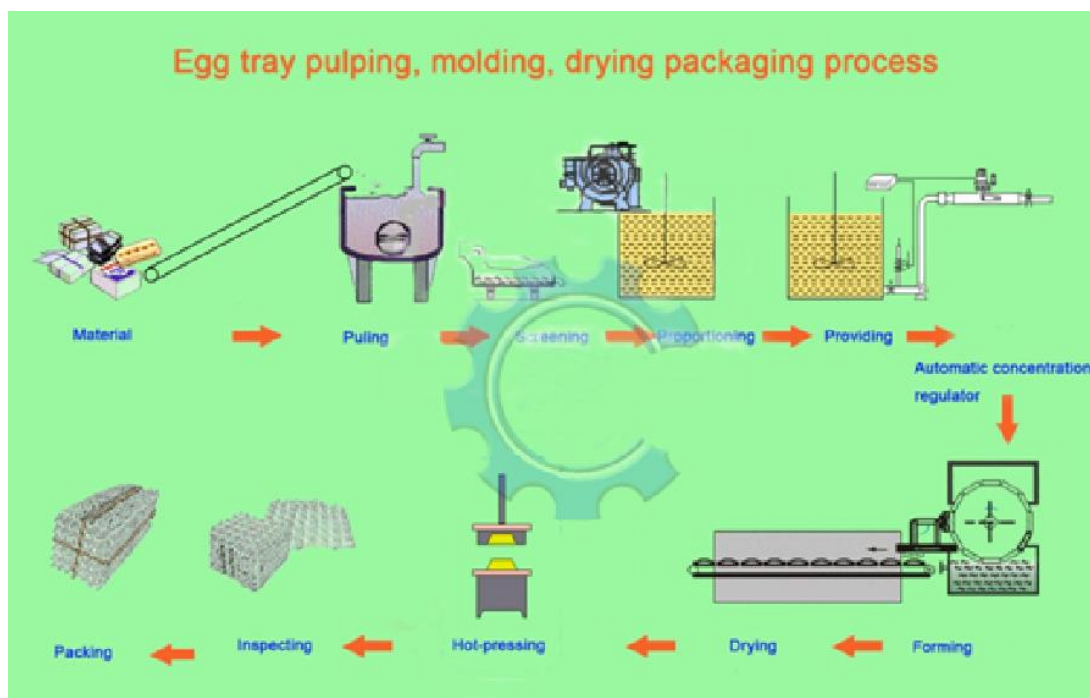 Egg tray pulping, molding, drying packaging process
Material
Puling
Screening
Proportioning
Providing
Automatic concentration
regulator
Packing
Inspecting
Hot-pressing
Drying
Forming